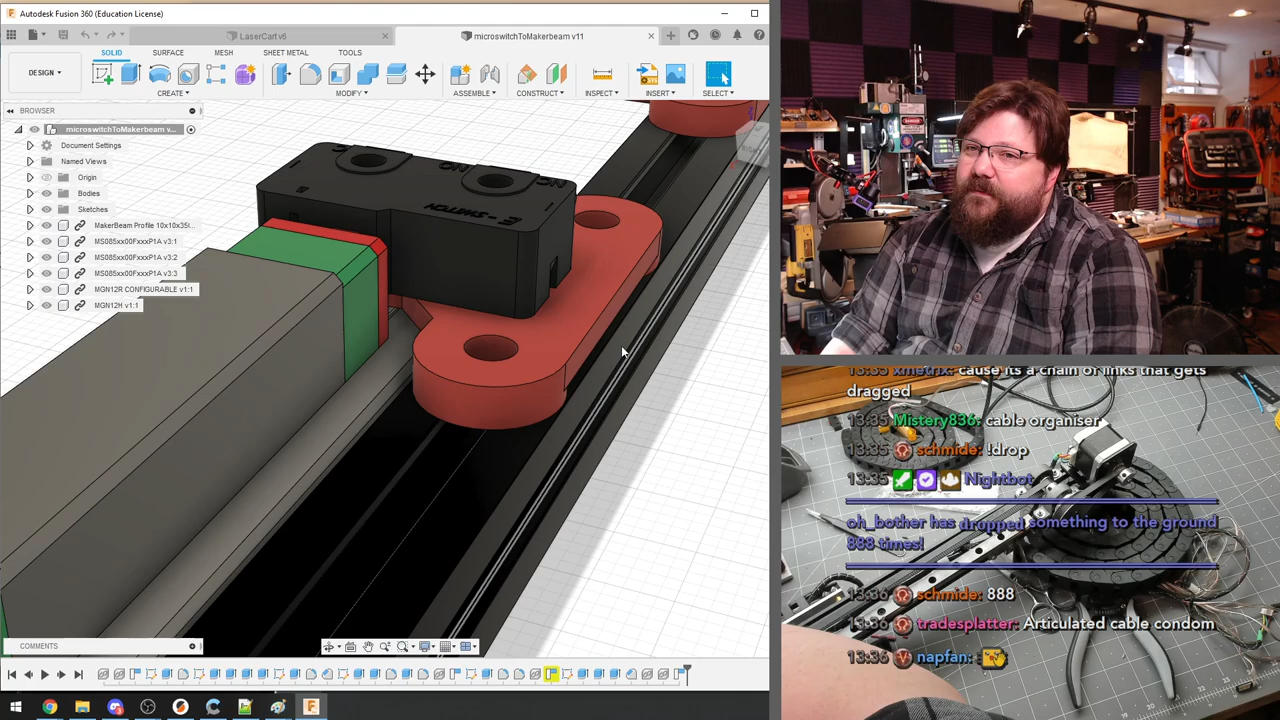 Autodesk Fusion 360 (Education License)
LaserCart v6
microswitchToMakerbeam v11
DESIGN
SOLID
SURFACE
MESH
SHEET METAL
TOOLS
CREATE
MODIFY
ASSEMBLE
CONSTRUCT
INSPECT
INSERT
SELECT
BROWSER
microswitchToMakerbeam v...
Document Settings
Named Views
Origin
Bodies
Sketches
MakerBeam Profile 10x10x35(...
MS085xx00FxxxP1A v3:1
MS085xx00FxxxP1A v3:2
MS085xx00FxxxP1A v3:3
MGN12R CONFIGURABLE v1:1
MGN12H v1:1
E-SWITCH
COMMENTS
13:35 xmetrix: cause its a chain of links that gets
dragged
13:35 Mistery836: cable organiser
13:35 schmide: !drop
13:35 Nightbot
oh_bother has dropped something to the ground
888 times!
13:36 schmide: 888
13:36 tradesplatter: Articulated cable condom
13:36 napfan: